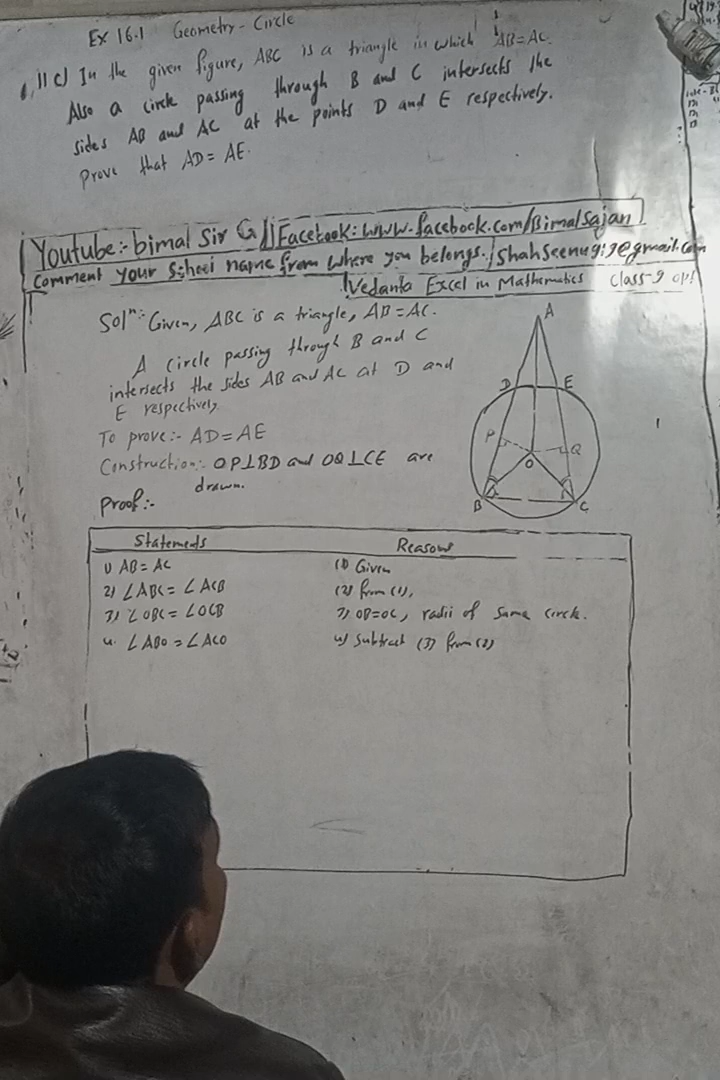 Ex 16.1 Geometry - Circle
11 c) In the given figure, ABC is a triangle in which AB = AC.
Also a circle passing through B and C intersects the
sides AB and AC at the points D and E respectively.
Prove that AD = AE.
Youtube:- bimal Sir G // Facebook: www.facebook.com/BimalSajan
Comment your School name from where you belongs.
Vedanta Excel in Mathematics Class-9 opt
Solⁿ:- Given, ABC is a triangle, AB = AC.
A circle passing through B and C
intersects the sides AB and AC at D and
E respectively
To prove:- AD = AE
Construction:- OP⊥BD and OQ⊥CE are
drawn.
Proof:-
A
D E
P Q
O
B C
Statements Reasons
1) AB = AC (1) Given
2) ∠ABC = ∠ACB (2) from (1),
3) ∠OBC = ∠OCB 3) OB=OC, radii of same circle.
4. ∠ABO = ∠ACO 4) Subtract (3) from (2)